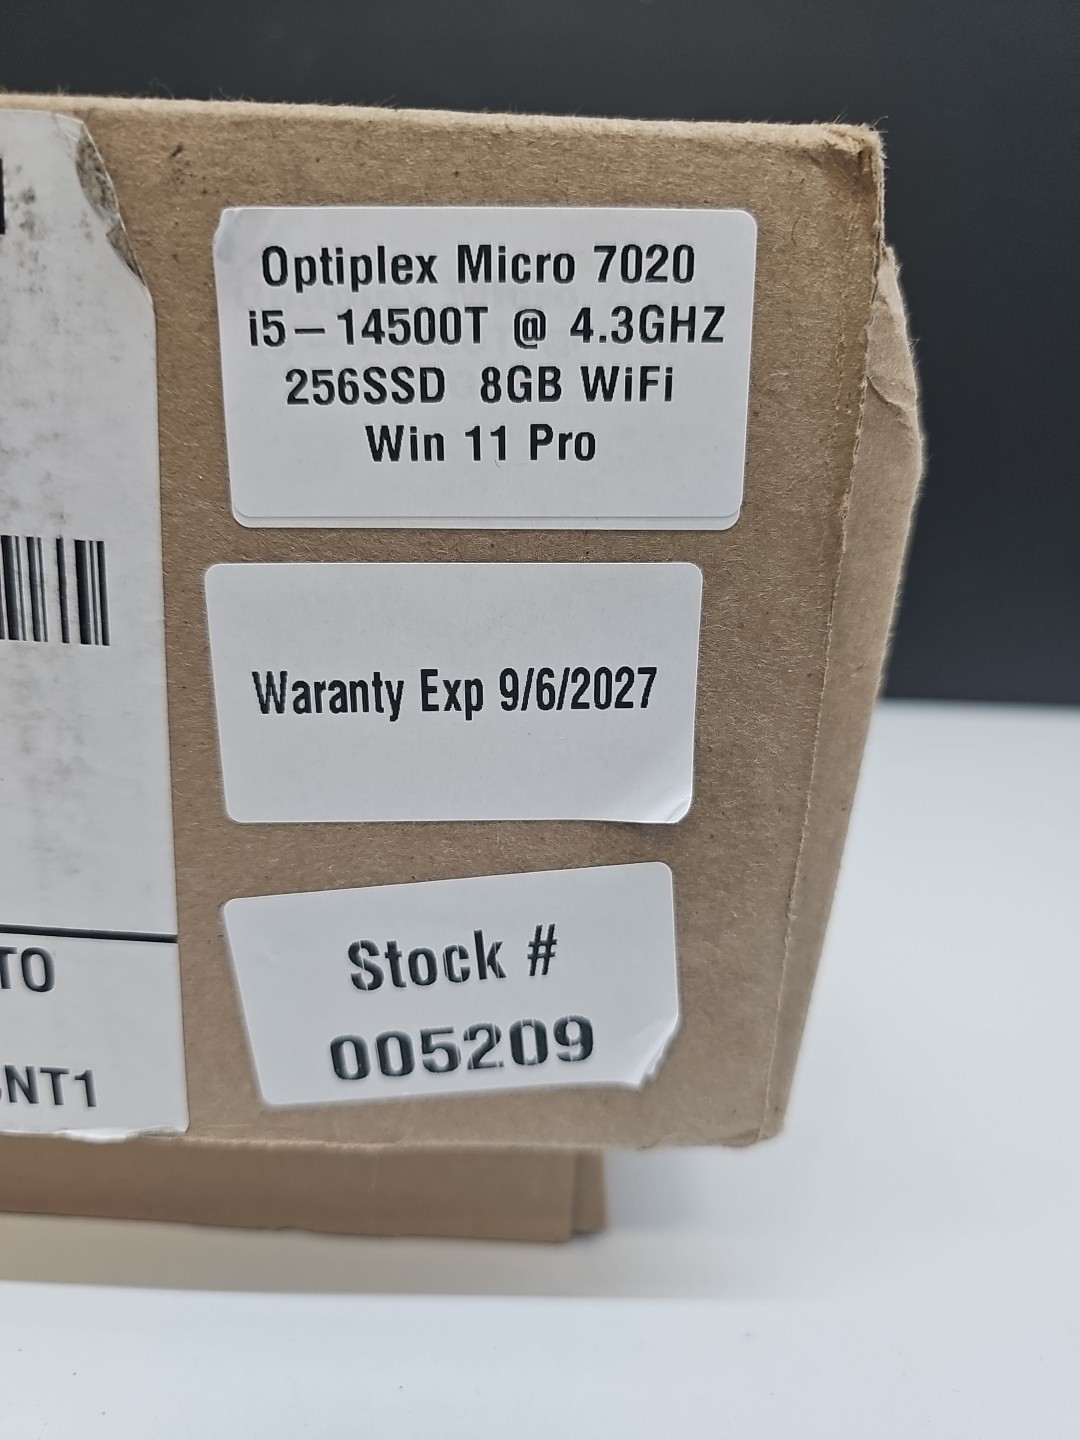 Optiplex Micro 7020
i5-14500T @ 4.3GHZ
256SSD 8GB WiFi
Win 11 Pro
Waranty Exp 9/6/2027
Stock #
005209
TO
NT1